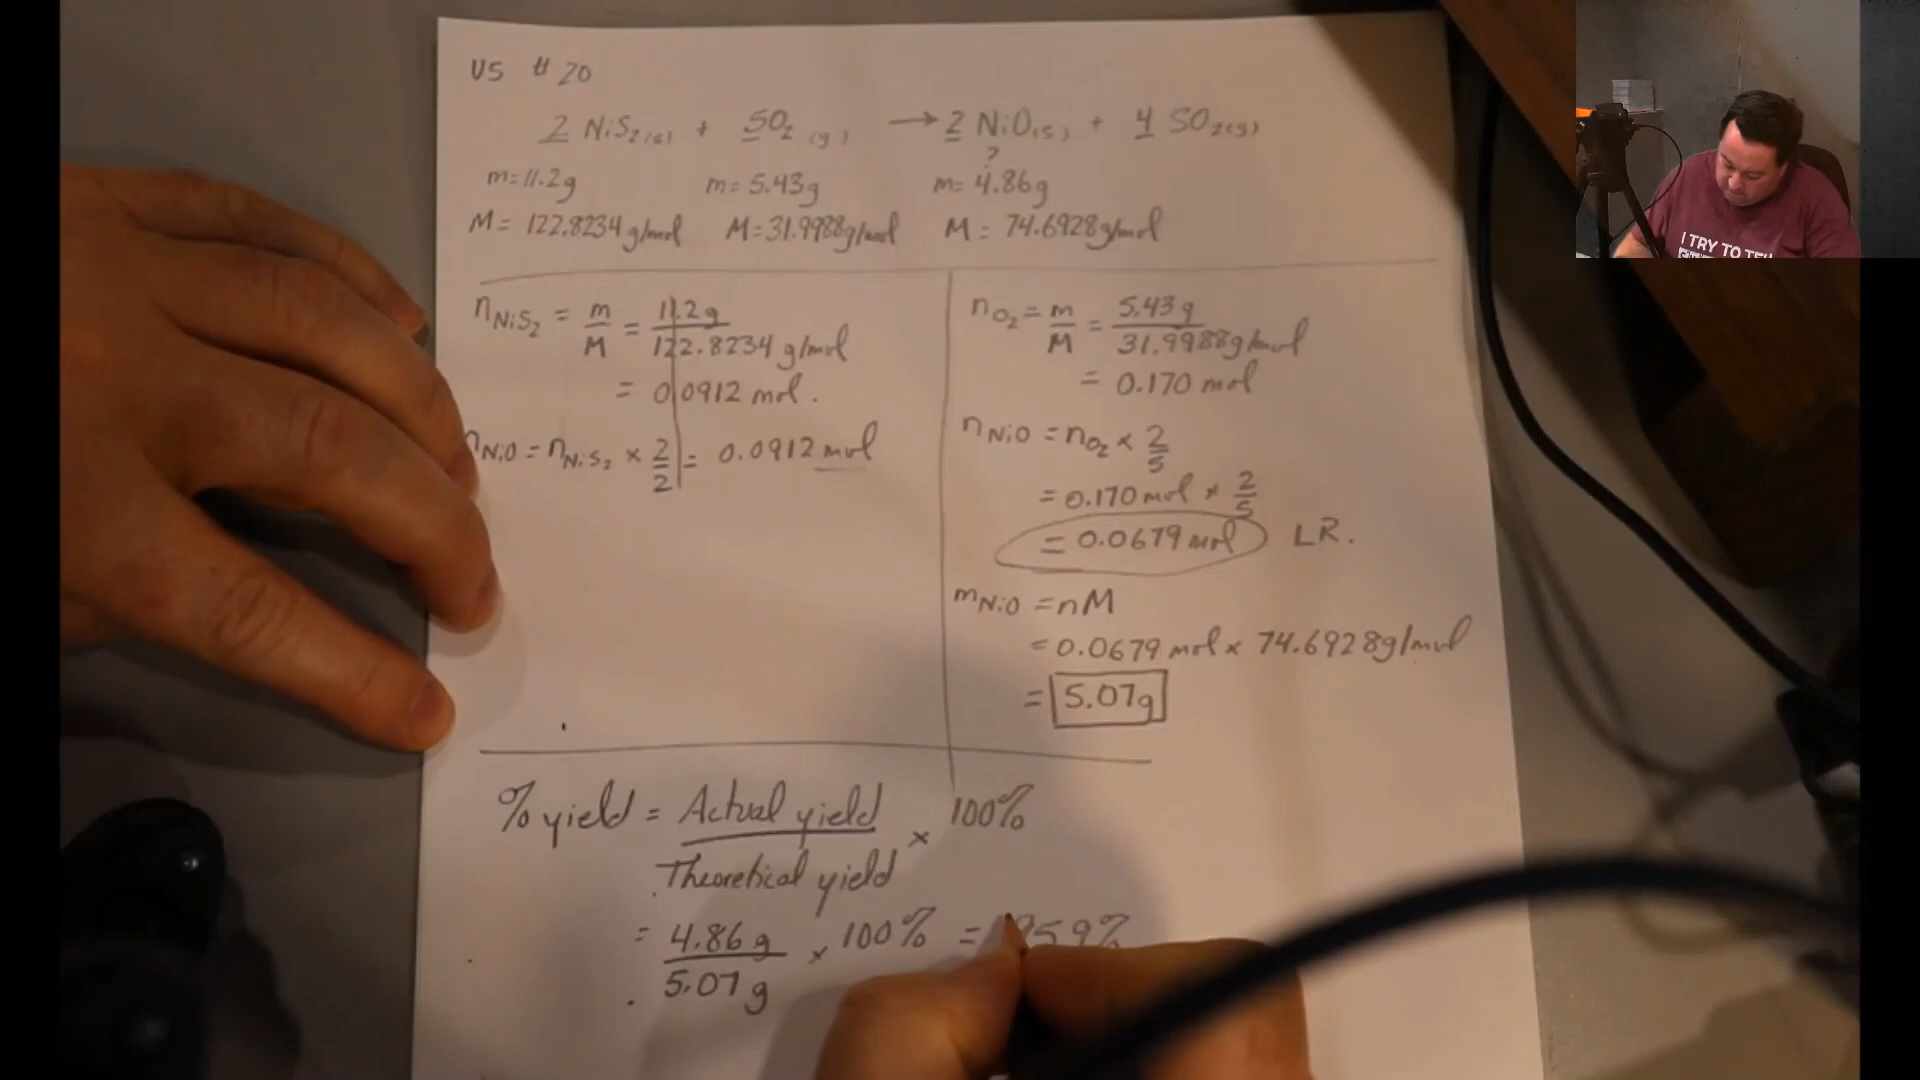 U5 #20
2 NiS₂(s) + 5O₂(g) → 2 NiO(s) + 4 SO₂(g)
?
m=11.2g m=5.43g m=4.86g
M=122.8234g/mol M=31.9988g/mol M=74.6928g/mol
nNiS₂ = m/M = 11.2g/122.8234 g/mol
= 0.0912 mol.
nNiO = nNiS₂ × 2/2 = 0.0912 mol
nO₂ = m/M = 5.43g/31.9988g/mol
= 0.170 mol
nNiO = nO₂ × 2/5
= 0.170 mol × 2/5
= 0.0679 mol LR.
mNiO = nM
= 0.0679 mol × 74.6928g/mol
= 5.07g
% yield = Actual yield/Theoretical yield × 100%
= 4.86g/5.07g × 100% = 95.9%
I TRY TO